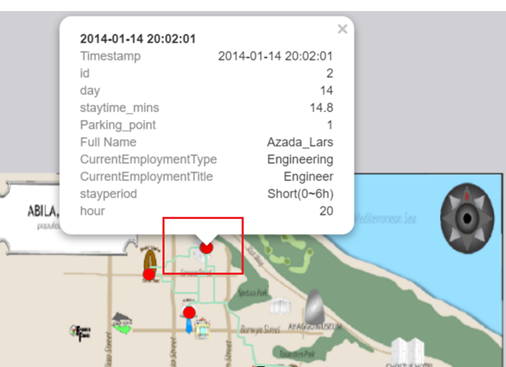 ×
2014-01-14 20:02:01
Timestamp 2014-01-14 20:02:01
id 2
day 14
staytime_mins 14.8
Parking_point 1
Full Name Azada_Lars
CurrentEmploymentType Engineering
CurrentEmploymentTitle Engineer
stayperiod Short(0~6h)
hour 20
ABILA,
Mediterranean Sea
Park
Street
MUSEUM
Park